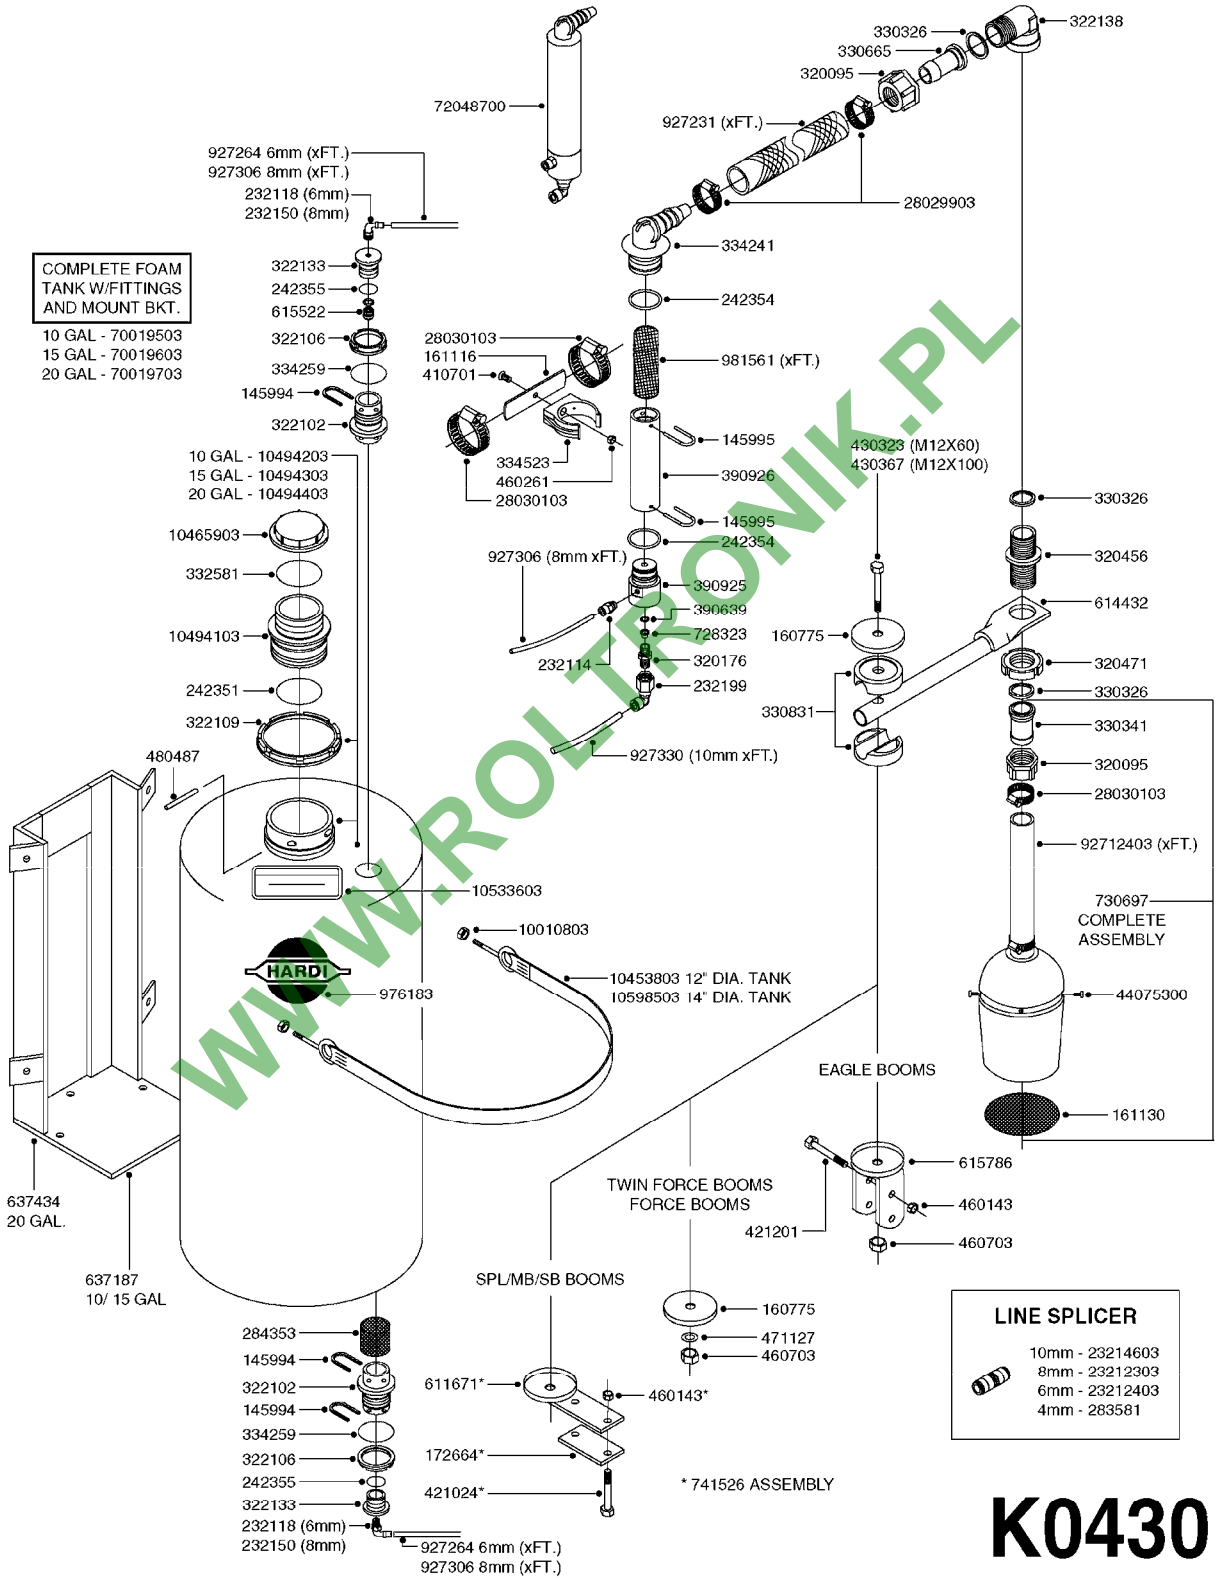 322138
330326
330665
320095
72048700
927231 (xFT.)
927264 6mm (xFT.)
927306 8mm (xFT.)
232118 (6mm)
232150 (8mm)
28029903
334241
COMPLETE FOAM
TANK W/FITTINGS
AND MOUNT BKT.
10 GAL - 70019503
15 GAL - 70019603
20 GAL - 70019703
322133
242355
615522
322106
334259
145994
322102
242354
28030103
161116
410701
981561 (xFT.)
334523
460261
28030103
145995
390926
145995
242354
430323 (M12X60)
430367 (M12X100)
10 GAL - 10494203
15 GAL - 10494303
20 GAL - 10494403
10465903
332581
10494103
242351
322109
480487
927306 (8mm xFT.)
390925
390639
728323
232114
320176
232199
927330 (10mm xFT.)
330326
320456
614432
160775
320471
330326
330831
330341
320095
28030103
92712403 (xFT.)
730697
COMPLETE
ASSEMBLY
10533603
10010803
HARDI
976183
10453803 12" DIA. TANK
10598503 14" DIA. TANK
44075300
EAGLE BOOMS
161130
615786
TWIN FORCE BOOMS
FORCE BOOMS
421201
460143
460703
637434
20 GAL.
637187
10/ 15 GAL
SPL/MB/SB BOOMS
160775
471127
460703
611671*
460143*
172664*
421024*
* 741526 ASSEMBLY
284353
145994
322102
145994
334259
322106
242355
322133
232118 (6mm)
232150 (8mm)
927264 6mm (xFT.)
927306 8mm (xFT.)
LINE SPLICER
10mm - 23214603
8mm - 23212303
6mm - 23212403
4mm - 283581
K0430
WWW.ROLTRONIK.PL